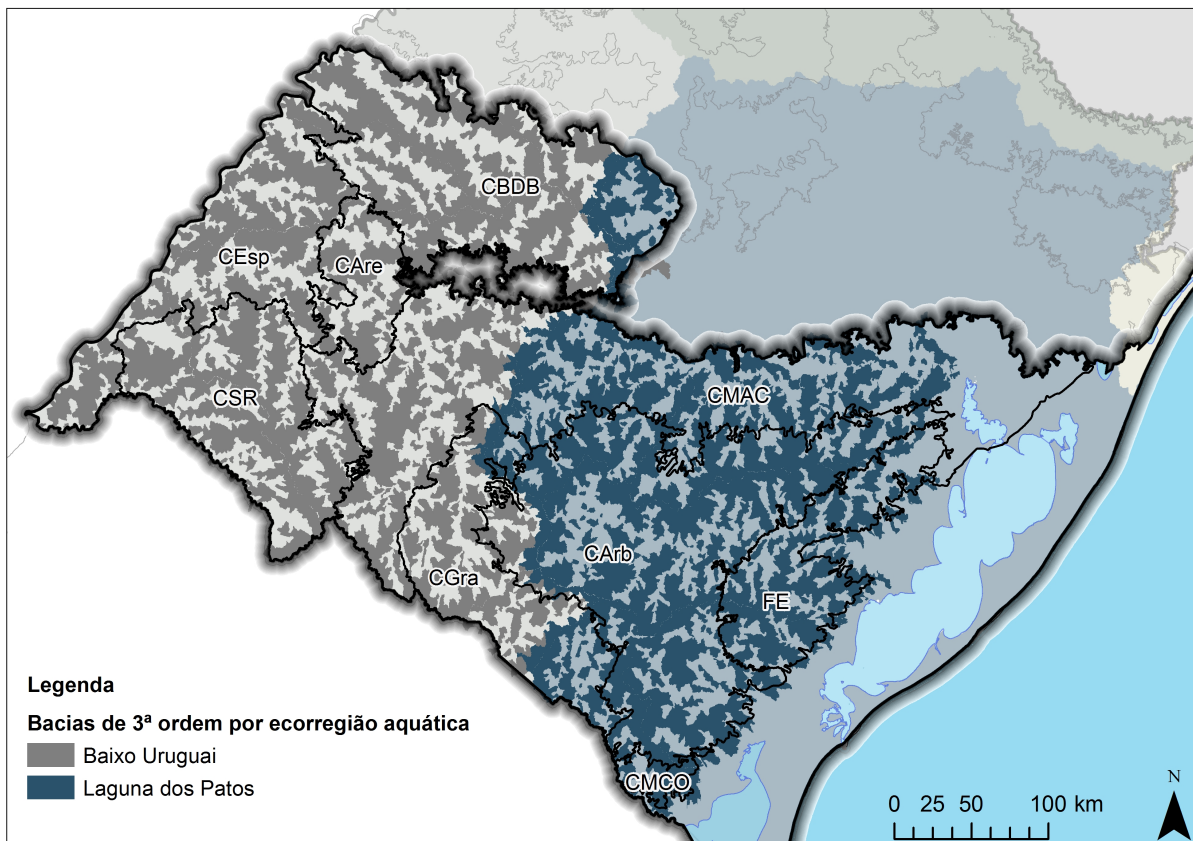 CBDB
CEsp
CAre
CSR
CMAC
CArb
CGra
FE
CMCO
Legenda
Bacias de 3ª ordem por ecorregião aquática
Baixo Uruguai
Laguna dos Patos
N
0 25 50 100 km